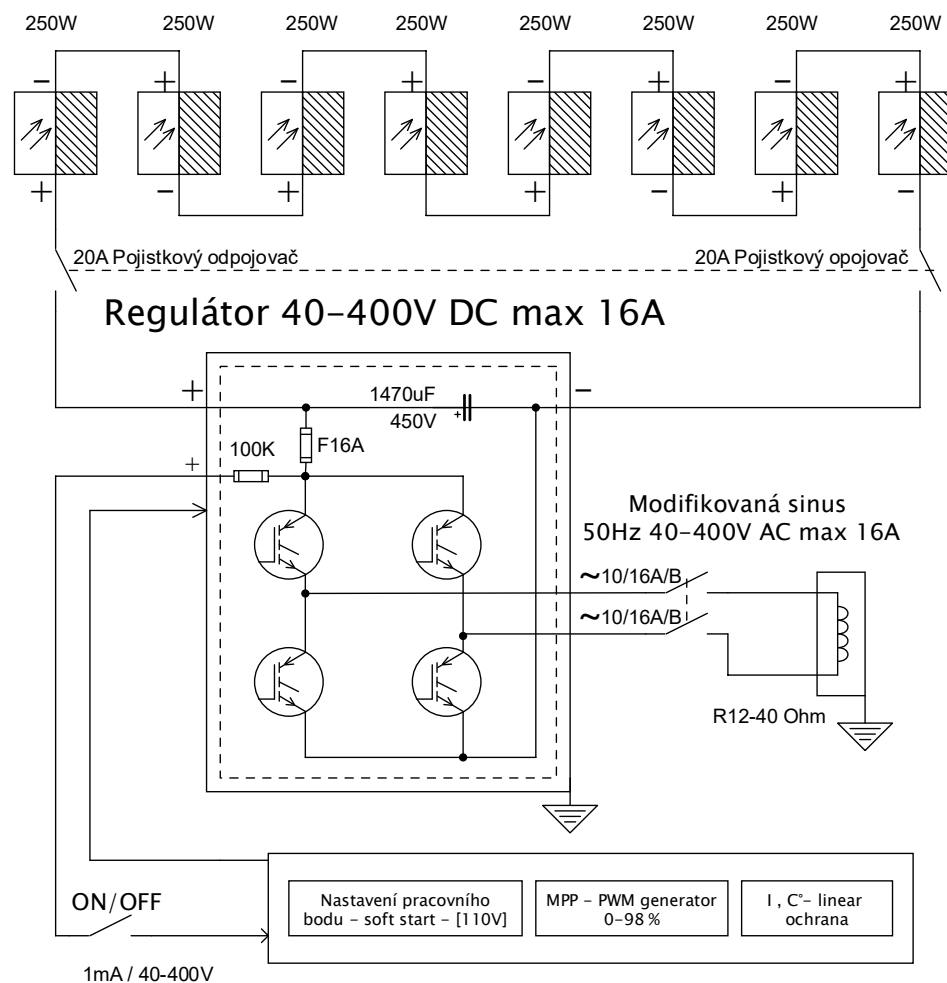 250W 250W 250W 250W 250W 250W 250W 250W
− + − + − + − +
+ − + − + − + −
20A Pojistkový odpojovač 20A Pojistkový opojovač
Regulátor 40–400V DC max 16A
+ 1470uF −
450V
+
100K F16A
+
Modifikovaná sinus
50Hz 40–400V AC max 16A
~10/16A/B
~10/16A/B
R12-40 Ohm
ON/OFF
1mA / 40-400V
Nastavení pracovního
bodu – soft start – [110V]
MPP – PWM generator
0–98 %
I , C°– linear
ochrana